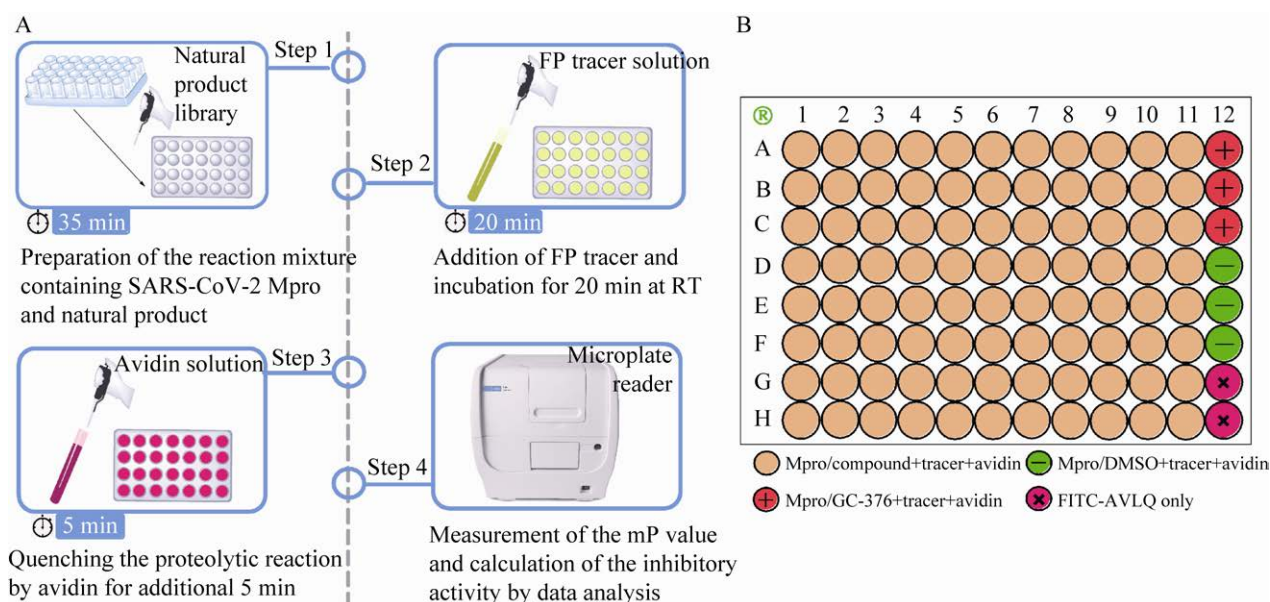 A
Natural
product
library
Step 1
35 min
Preparation of the reaction mixture
containing SARS-CoV-2 Mpro
and natural product
FP tracer solution
Step 2
20 min
Addition of FP tracer and
incubation for 20 min at RT
Avidin solution
Step 3
5 min
Quenching the proteolytic reaction
by avidin for additional 5 min
Microplate
reader
Step 4
Measurement of the mP value
and calculation of the inhibitory
activity by data analysis
B
® 1 2 3 4 5 6 7 8 9 10 11 12
A +
B +
C +
D −
E −
F −
G ×
H ×
Mpro/compound+tracer+avidin − Mpro/DMSO+tracer+avidin
+ Mpro/GC-376+tracer+avidin × FITC-AVLQ only